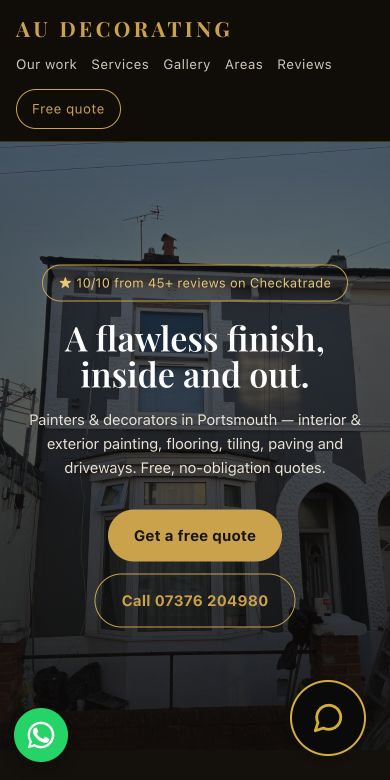 AU DECORATING
Our work Services Gallery Areas Reviews
Free quote
★ 10/10 from 45+ reviews on Checkatrade
A flawless finish,
inside and out.
Painters & decorators in Portsmouth — interior &
exterior painting, flooring, tiling, paving and
driveways. Free, no-obligation quotes.
Get a free quote
Call 07376 204980